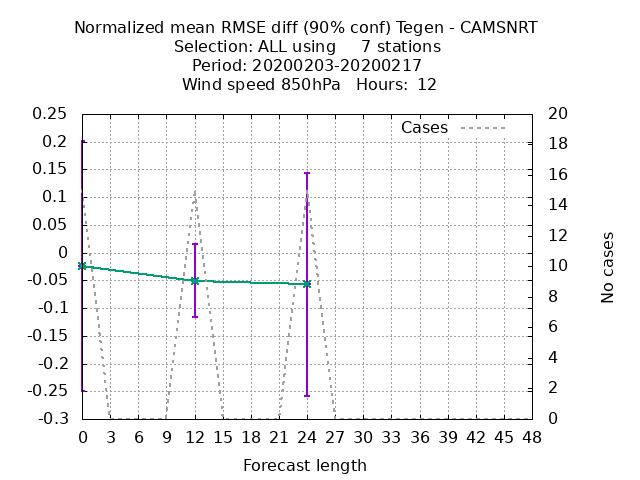 Normalized mean RMSE diff (90% conf) Tegen - CAMSNRT
Selection: ALL using 7 stations
Period: 20200203-20200217
Wind speed 850hPa Hours: 12
Cases
0.25
0.2
0.15
0.1
0.05
0
-0.05
-0.1
-0.15
-0.2
-0.25
-0.3
20
18
16
14
12
10
8
6
4
2
0
No cases
0 3 6 9 12 15 18 21 24 27 30 33 36 39 42 45 48
Forecast length